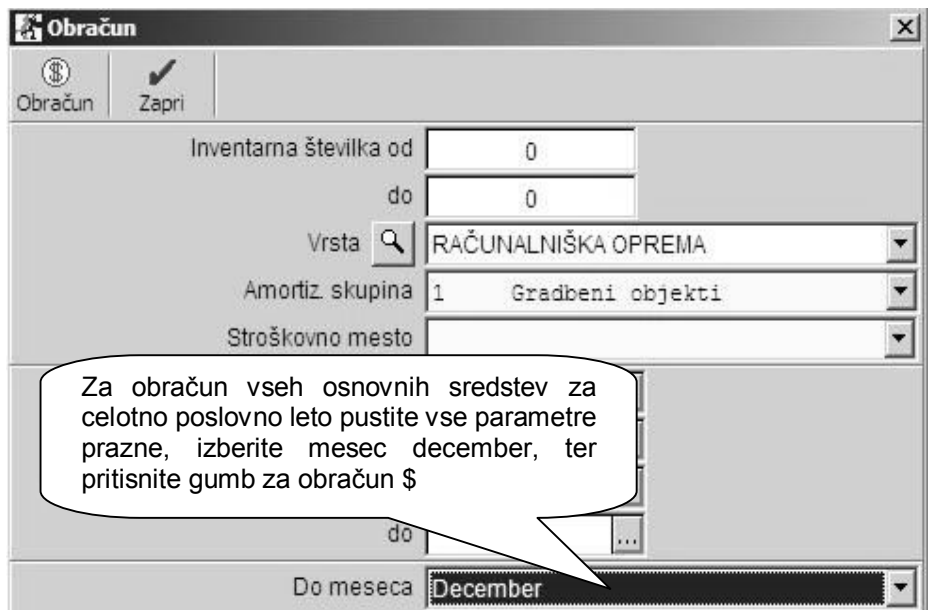 Obračun
Obračun Zapri
Inventarna številka od 0
do 0
Vrsta RAČUNALNIŠKA OPREMA
Amortiz. skupina 1 Gradbeni objekti
Stroškovno mesto
Za obračun vseh osnovnih sredstev za
celotno poslovno leto pustite vse parametre
prazne, izberite mesec december, ter
pritisnite gumb za obračun $
do ...
Do meseca December